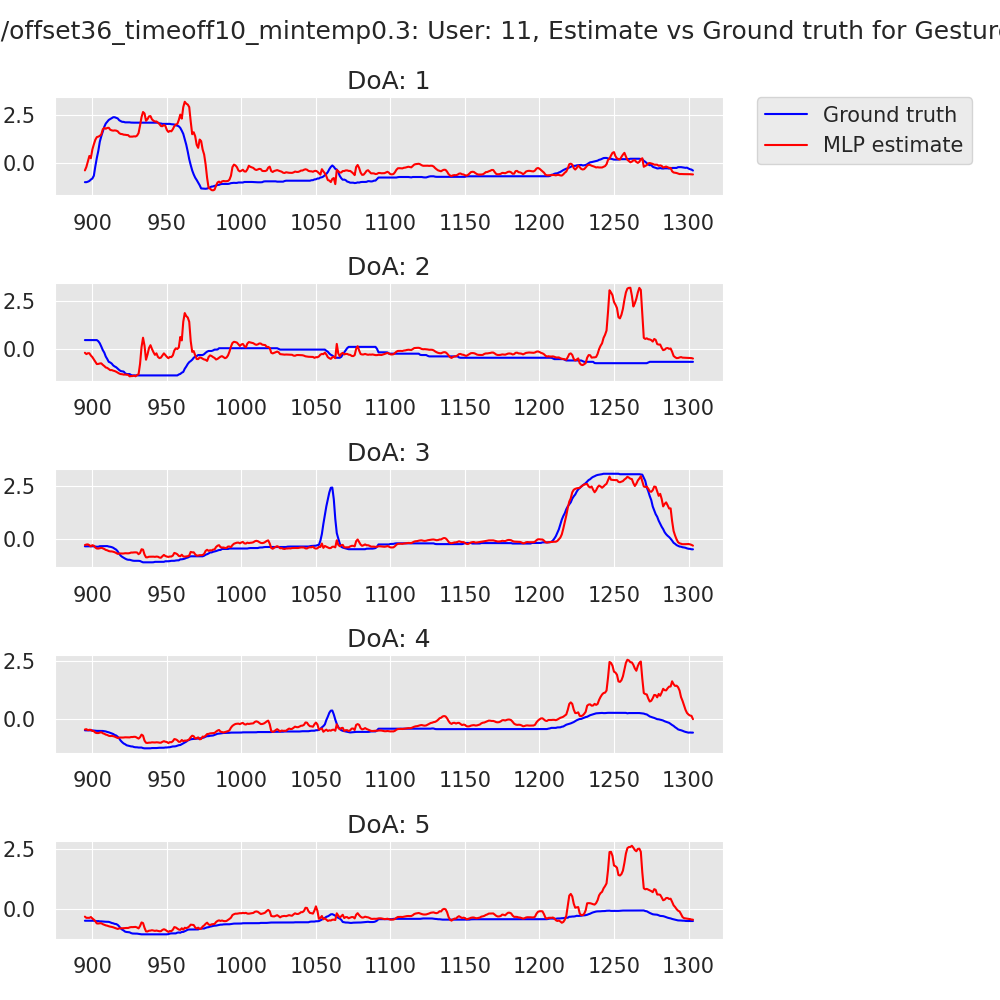 /offset36_timeoff10_mintemp0.3: User: 11, Estimate vs Ground truth for Gesture
DoA: 1
Ground truth
MLP estimate
2.5
0.0
900 950 1000 1050 1100 1150 1200 1250 1300
DoA: 2
2.5
0.0
900 950 1000 1050 1100 1150 1200 1250 1300
DoA: 3
2.5
0.0
900 950 1000 1050 1100 1150 1200 1250 1300
DoA: 4
2.5
0.0
900 950 1000 1050 1100 1150 1200 1250 1300
DoA: 5
2.5
0.0
900 950 1000 1050 1100 1150 1200 1250 1300